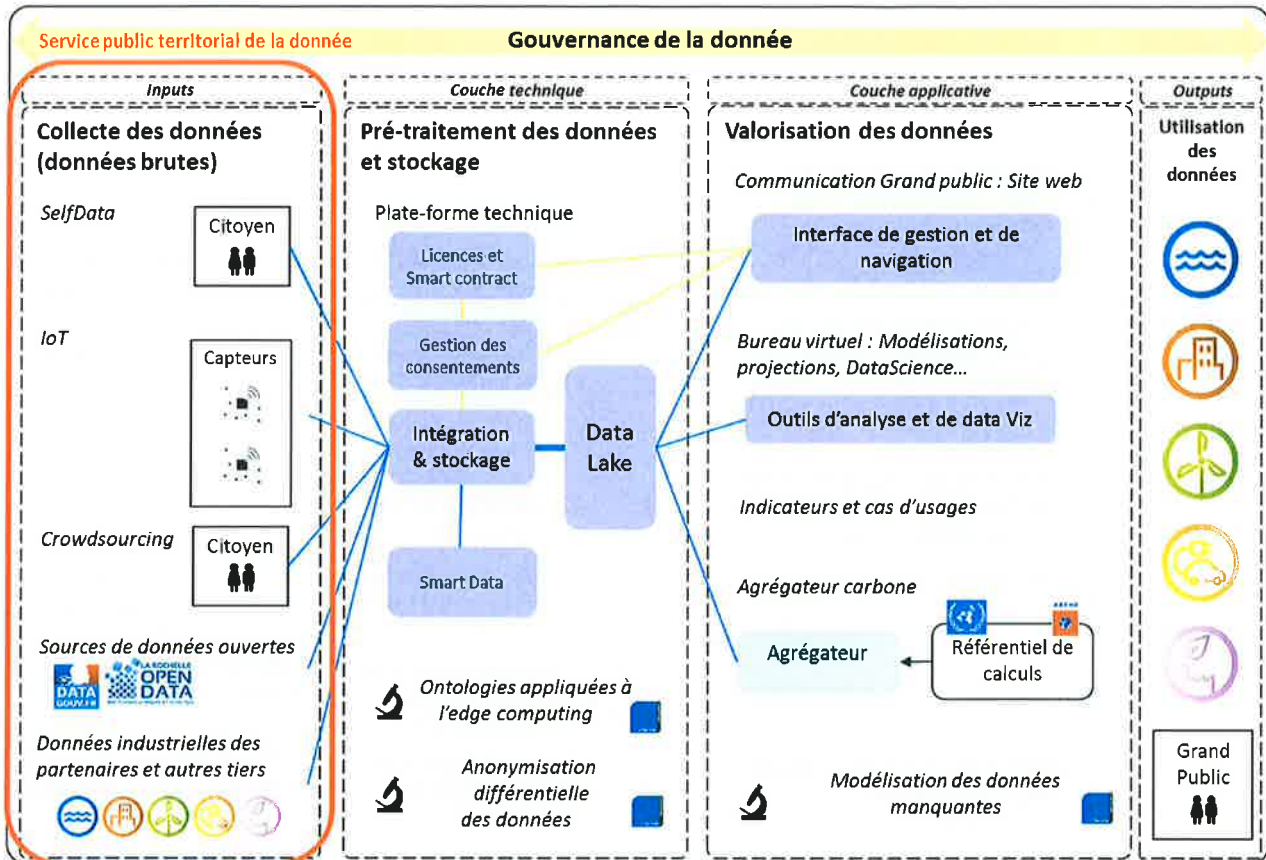 Service public territorial de la donnée
Gouvernance de la donnée
Inputs
Collecte des données
(données brutes)
SelfData
Citoyen
IoT
Capteurs
Crowdsourcing
Citoyen
Sources de données ouvertes
DATA
GOUV.FR
LA ROCHELLE
OPEN
DATA
Données industrielles des
partenaires et autres tiers
Couche technique
Pré-traitement des données
et stockage
Plate-forme technique
Licences et
Smart contract
Gestion des
consentements
Intégration
& stockage
Data
Lake
Smart Data
Ontologies appliquées à
l'edge computing
Anonymisation
différentielle
des données
Couche applicative
Valorisation des données
Communication Grand public : Site web
Interface de gestion et de
navigation
Bureau virtuel : Modélisations,
projections, DataScience...
Outils d'analyse et de data Viz
Indicateurs et cas d'usages
Agrégateur carbone
Agrégateur
ADEME
Référentiel de
calculs
Modélisation des données
manquantes
Outputs
Utilisation
des
données
Grand
Public